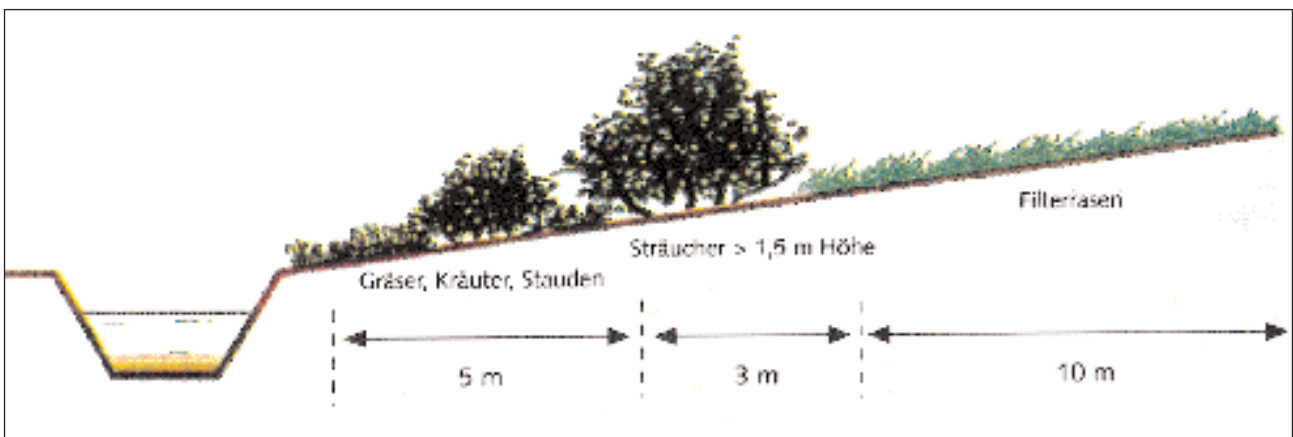 Filterrasen
Sträucher > 1,5 m Höhe
Gräser, Kräuter, Stauden
5 m
3 m
10 m